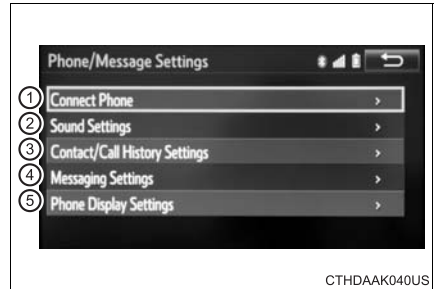 Phone/Message Settings
① Connect Phone >
② Sound Settings >
③ Contact/Call History Settings >
④ Messaging Settings >
⑤ Phone Display Settings >
CTHDAAK040US